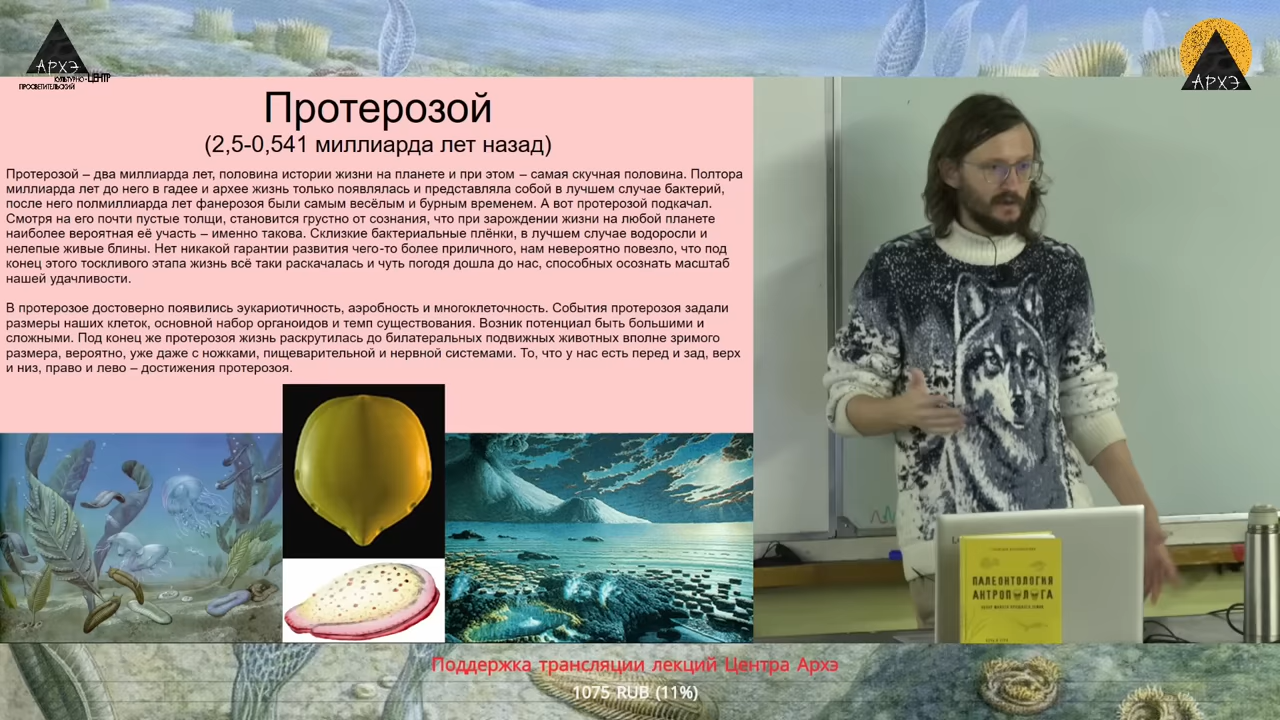 АРХЭ
КУЛЬТУРНО-ЦЕНТР
ПРОСВЕТИТЕЛЬСКИЙ
АРХЭ
Протерозой
(2,5-0,541 миллиарда лет назад)
Протерозой – два миллиарда лет, половина истории жизни на планете и при этом – самая скучная половина. Полтора
миллиарда лет до него в гадее и архее жизнь только появлялась и представляла собой в лучшем случае бактерий,
после него полмиллиарда лет фанерозоя были самым весёлым и бурным временем. А вот протерозой подкачал.
Смотря на его почти пустые толщи, становится грустно от сознания, что при зарождении жизни на любой планете
наиболее вероятная её участь – именно такова. Склизкие бактериальные плёнки, в лучшем случае водоросли и
нелепые живые блины. Нет никакой гарантии развития чего-то более приличного, нам невероятно повезло, что под
конец этого тоскливого этапа жизнь всё таки раскачалась и чуть погодя дошла до нас, способных осознать масштаб
нашей удачливости.
В протерозое достоверно появились эукариотичность, аэробность и многоклеточность. События протерозоя задали
размеры наших клеток, основной набор органоидов и темп существования. Возник потенциал быть большими и
сложными. Под конец же протерозоя жизнь раскрутилась до билатеральных подвижных животных вполне зримого
размера, вероятно, уже даже с ножками, пищеварительной и нервной системами. То, что у нас есть перед и зад, верх
и низ, право и лево – достижения протерозоя.
ПАЛЕОНТОЛОГИЯ
АНТРОПОЛОГА
Поддержка трансляции лекций Центра Архэ
1075 RUB (11%)